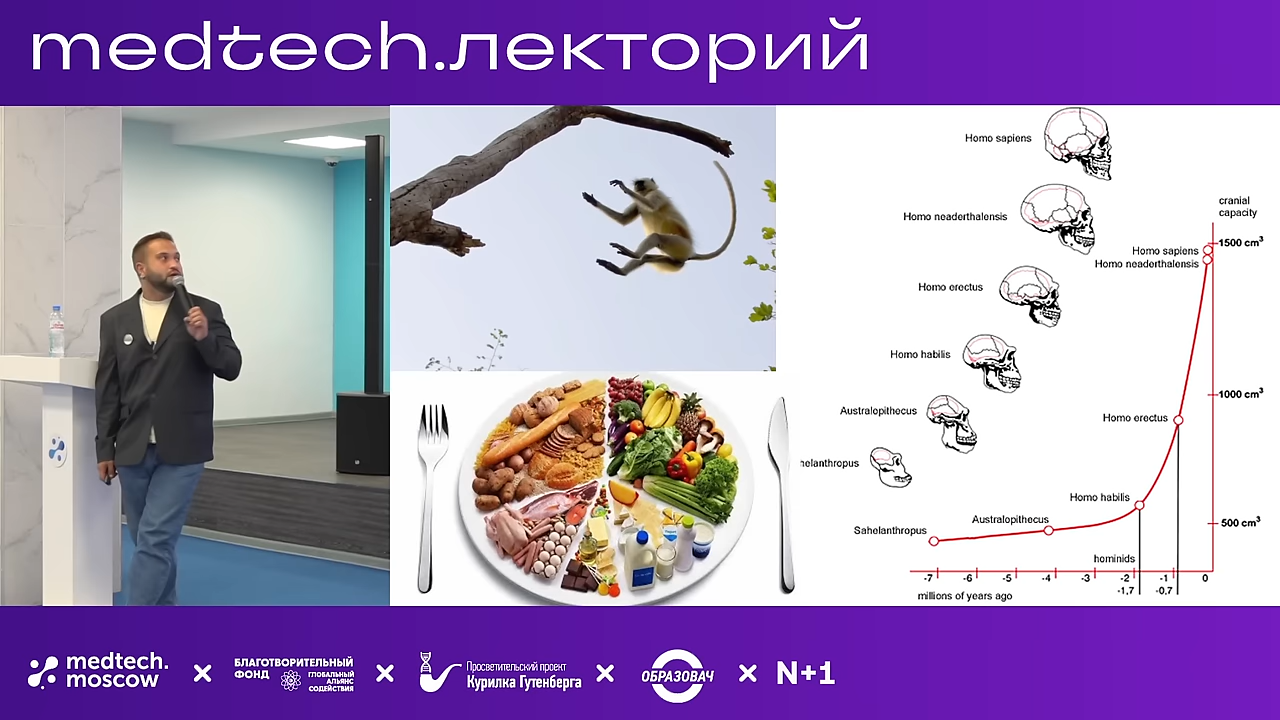 medtech.лекторий
Homo sapiens
Homo neaderthalensis
Homo erectus
Homo habilis
Australopithecus
helanthropus
cranial
capacity
1500 cm³
Homo sapiens
Homo neaderthalensis
1000 cm³
Homo erectus
Homo habilis
500 cm³
Australopithecus
Sahelanthropus
hominids
-7 -6 -5 -4 -3 -2 -1 0
-1,7 -0,7
millions of years ago
medtech.
moscow
×
БЛАГОТВОРИТЕЛЬНЫЙ
ФОНД
ГЛОБАЛЬНЫЙ
АЛЬЯНС
СОДЕЙСТВИЯ
×
Просветительский проект
Курилка Гутенберга
×
ОБРАЗОВАЧ
×
N+1